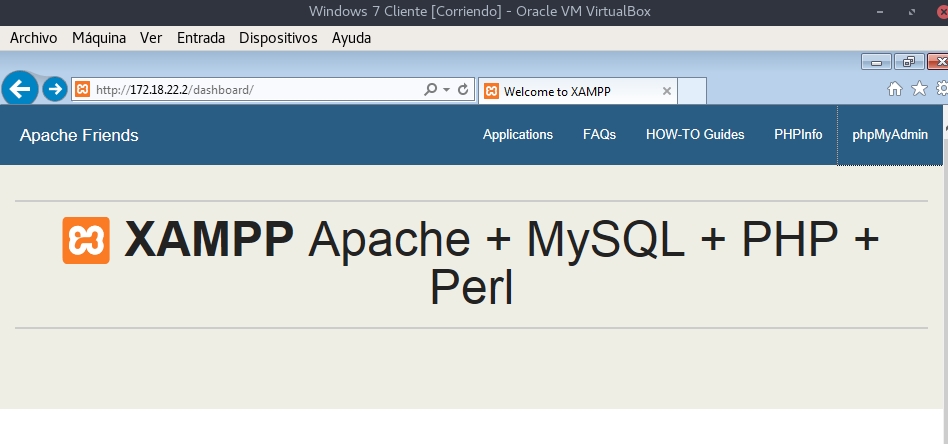 Windows 7 Cliente [Corriendo] - Oracle VM VirtualBox
Archivo Máquina Ver Entrada Dispositivos Ayuda
http://172.18.22.2/dashboard/ Welcome to XAMPP
Apache Friends Applications FAQs HOW-TO Guides PHPInfo phpMyAdmin
XAMPP Apache + MySQL + PHP +
Perl